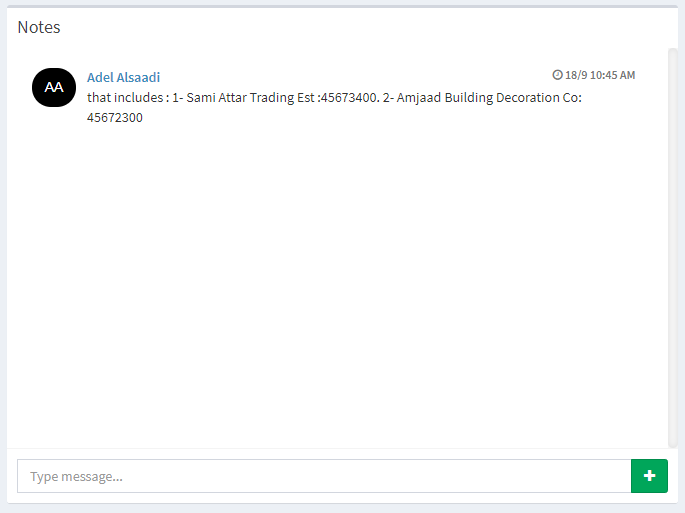 Notes
AA
Adel Alsaadi
18/9 10:45 AM
that includes : 1- Sami Attar Trading Est :45673400. 2- Amjaad Building Decoration Co:
45672300
Type message...